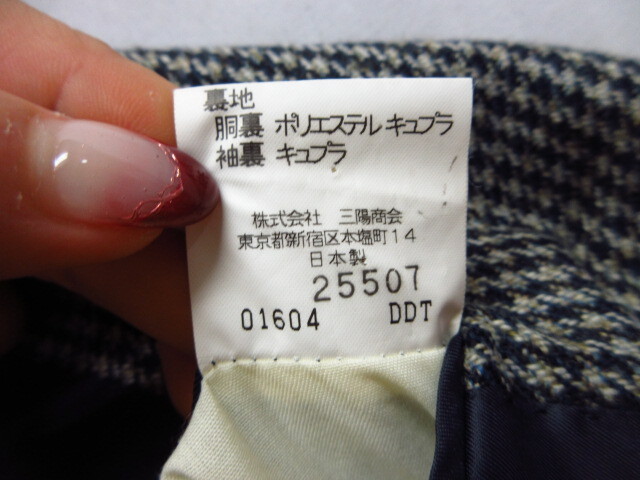 裏地
胴裏 ポリエステル キュプラ
袖裏 キュプラ
株式会社 三陽商会
東京都新宿区本塩町14
日本製
25507
01604 DDT